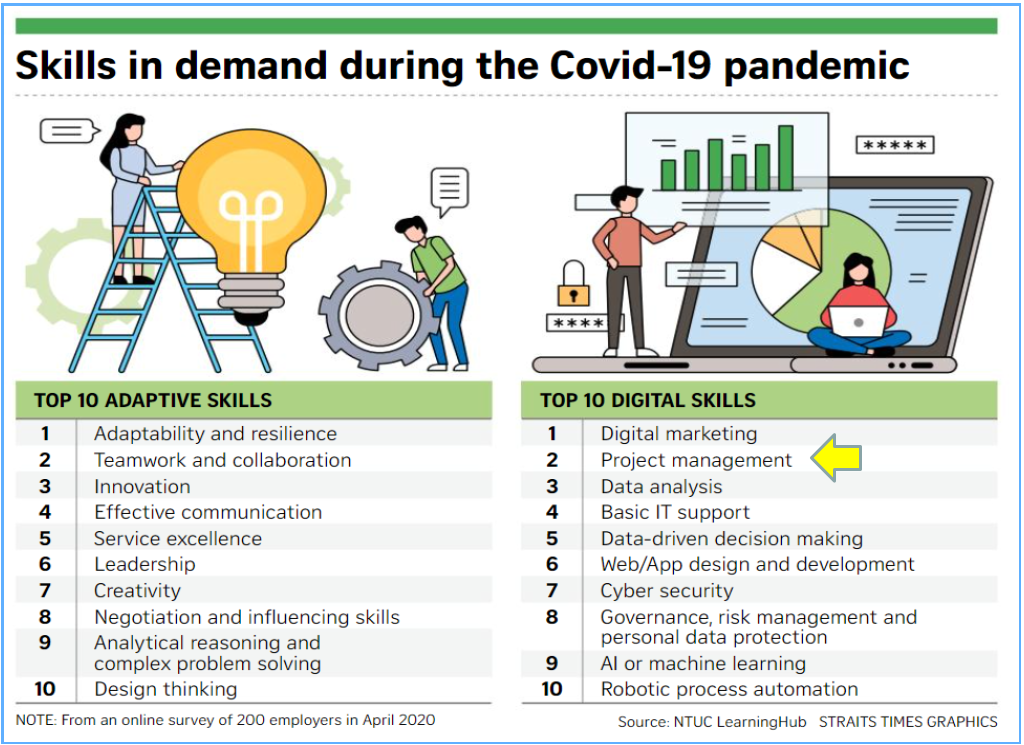 Skills in demand during the Covid-19 pandemic
*****
****
TOP 10 ADAPTIVE SKILLS
1 Adaptability and resilience
2 Teamwork and collaboration
3 Innovation
4 Effective communication
5 Service excellence
6 Leadership
7 Creativity
8 Negotiation and influencing skills
9 Analytical reasoning and
complex problem solving
10 Design thinking
TOP 10 DIGITAL SKILLS
1 Digital marketing
2 Project management
3 Data analysis
4 Basic IT support
5 Data-driven decision making
6 Web/App design and development
7 Cyber security
8 Governance, risk management and
personal data protection
9 AI or machine learning
10 Robotic process automation
NOTE: From an online survey of 200 employers in April 2020
Source: NTUC LearningHub STRAITS TIMES GRAPHICS